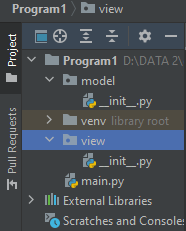 Program1 › view
Project
Pull Requests
Program1 D:\DATA 2\
model
__init__.py
venv library root
view
__init__.py
main.py
External Libraries
Scratches and Consoles